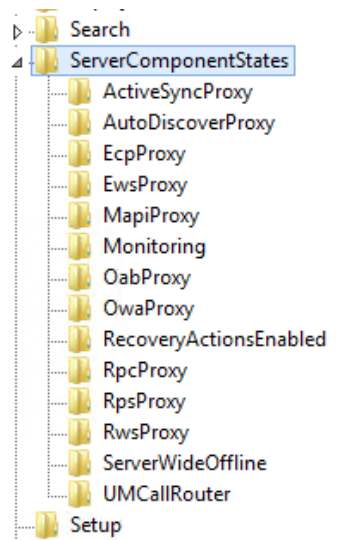 Search
ServerComponentStates
ActiveSyncProxy
AutoDiscoverProxy
EcpProxy
EwsProxy
MapiProxy
Monitoring
OabProxy
OwaProxy
RecoveryActionsEnabled
RpcProxy
RpsProxy
RwsProxy
ServerWideOffline
UMCallRouter
Setup